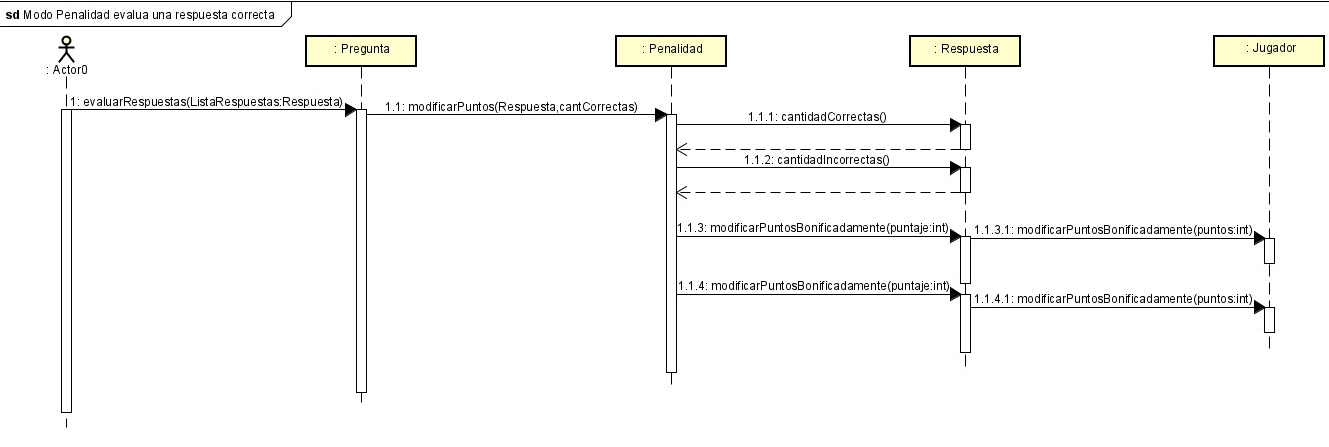 sd Modo Penalidad evalua una respuesta correcta
: Actor0
: Pregunta
: Penalidad
: Respuesta
: Jugador
1: evaluarRespuestas(ListaRespuestas:Respuesta)
1.1: modificarPuntos(Respuesta,cantCorrectas)
1.1.1: cantidadCorrectas()
1.1.2: cantidadIncorrectas()
1.1.3: modificarPuntosBonificadamente(puntaje:int)
1.1.3.1: modificarPuntosBonificadamente(puntos:int)
1.1.4: modificarPuntosBonificadamente(puntaje:int)
1.1.4.1: modificarPuntosBonificadamente(puntos:int)